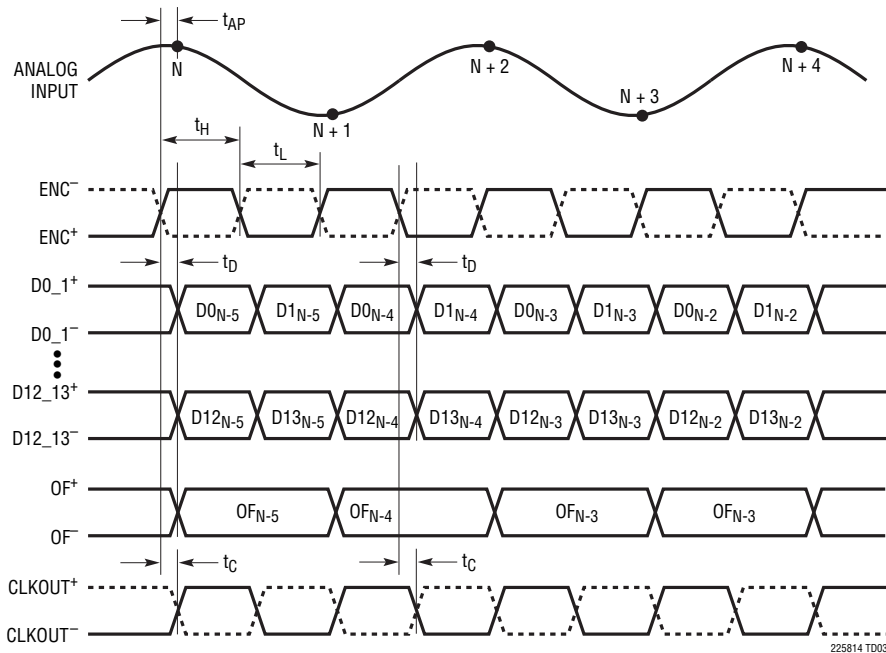 tAP
ANALOG
INPUT
N
N + 1
N + 2
N + 3
N + 4
tH
tL
ENC–
ENC+
tD
tD
D0_1+
D0_1–
D0N-5
D1N-5
D0N-4
D1N-4
D0N-3
D1N-3
D0N-2
D1N-2
D12_13+
D12_13–
D12N-5
D13N-5
D12N-4
D13N-4
D12N-3
D13N-3
D12N-2
D13N-2
OF+
OF–
OFN-5
OFN-4
OFN-3
OFN-3
tC
tC
CLKOUT+
CLKOUT–
225814 TD03